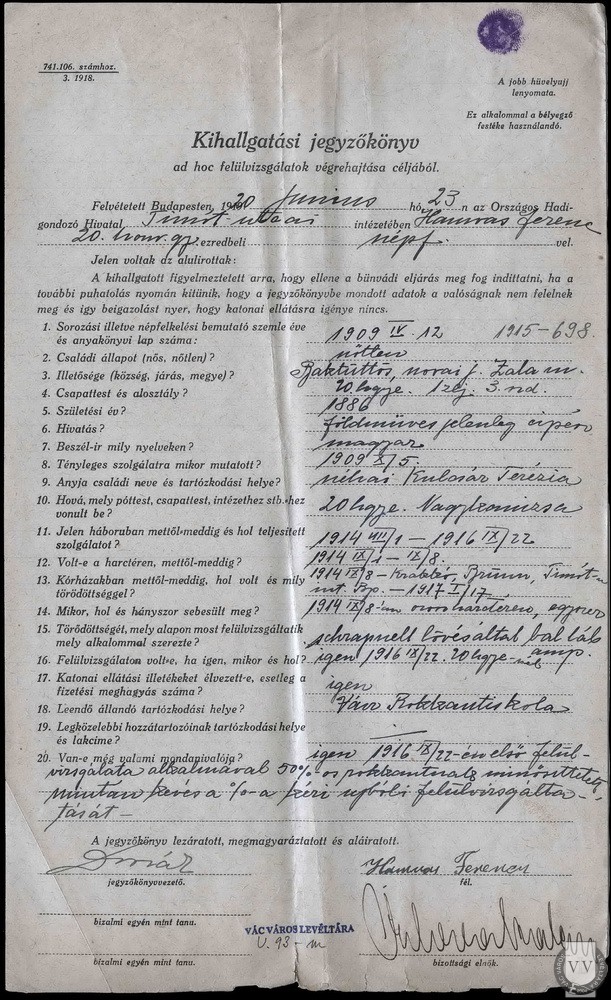 741.106. számhoz.
3. 1918.
A jobb hüvelyujj
lenyomata.
Ez alkalommal a bélyegző
festéke használandó.
Kihallgatási jegyzőkönyv
ad hoc felülvizsgálatok végrehajtása céljából.
Felvétetett Budapesten, 1920 junius hó 23 n az Országos Hadi-
gondozó Hivatal Timót utcai intézetében Hamvas Ferenc
20. honv. gy. ezredbeli népf. vel.
Jelen voltak az alulirottak:
A kihallgatott figyelmeztetett arra, hogy ellene a bünvádi eljárás meg fog indittatni, ha a
további puhatolás nyomán kitünik, hogy a jegyzőkönyvbe mondott adatok a valóságnak nem felelnek
meg és igy beigazolást nyer, hogy katonai ellátásra igénye nincs.
1. Sorozási illetve népfelkelési bemutató szemle éve
és anyakönyvi lap száma: 1909 IV. 12 1915-698.
2. Családi állapot (nős, nőtlen)? nőtlen
3. Illetősége (község, járás, megye)? Baktüttös, novai j. Zala m.
4. Csapattest és alosztály? 20. hgye. 1 zlj. 3. szd.
5. Születési év? 1886
6. Hivatás? földmüves jelenleg cipész
7. Beszél-ir mily nyelveken? magyar
8. Tényleges szolgálatra mikor mutatott? 1909 X/5.
9. Anyja családi neve és tartózkodási helye? néhai Kulcsár Terézia
10. Hová, mely póttest, csapattest, intézethez stb.-hez
vonult be? 20 hgye. Nagykanizsa
11. Jelen háboruban mettől-meddig és hol teljesitett
szolgálatot? 1914 VIII/1 – 1916 IX/22
12. Volt-e a harctéren, mettől-meddig? 1914 IX/1 – IX/8.
13. Kórházakban mettől-meddig, hol volt és mily
törödöttséggel? 1914 IX/8 – Brünn, Timót u
Bp. – 1917 I/17
14. Mikor, hol és hányszor sebesült meg? 1914 IX/8-án orosz harctéren, egyszer
15. Törődöttségét, mely alapon most felülvizsgáltatik
mely alkalommal szerezte? schrapnell lövés által bal láb
amp.
16. Felülvizsgálaton volt-e, ha igen, mikor és hol? igen 1916 IX/22. 20 hgye-nél
17. Katonai ellátási illetékeket élvezett-e, esetleg a
fizetési meghagyás száma? igen
18. Leendő állandó tartózkodási helye? Vác Rokkantiskola
19. Legközelebbi hozzátartozóinak tartózkodási helye
és lakcime? —
20. Van-e még valami mondanivalója? igen 1916 IX/22-én első felül-
vizsgálata alkalmával 50%-os rokkantnak minősittetett,
miután kevés a %-a kéri ujbóli felülvizsgálta-
tását –
A jegyzőkönyv lezáratott, megmagyaráztatott és aláiratott.
Hamvas Ferenc
jegyzőkönyvvezető. fél.
bizalmi egyén mint tanu.
VÁC VÁROS LEVÉLTÁRA
V. 93-m
bizalmi egyén mint tanu. bizottsági elnök.
VV